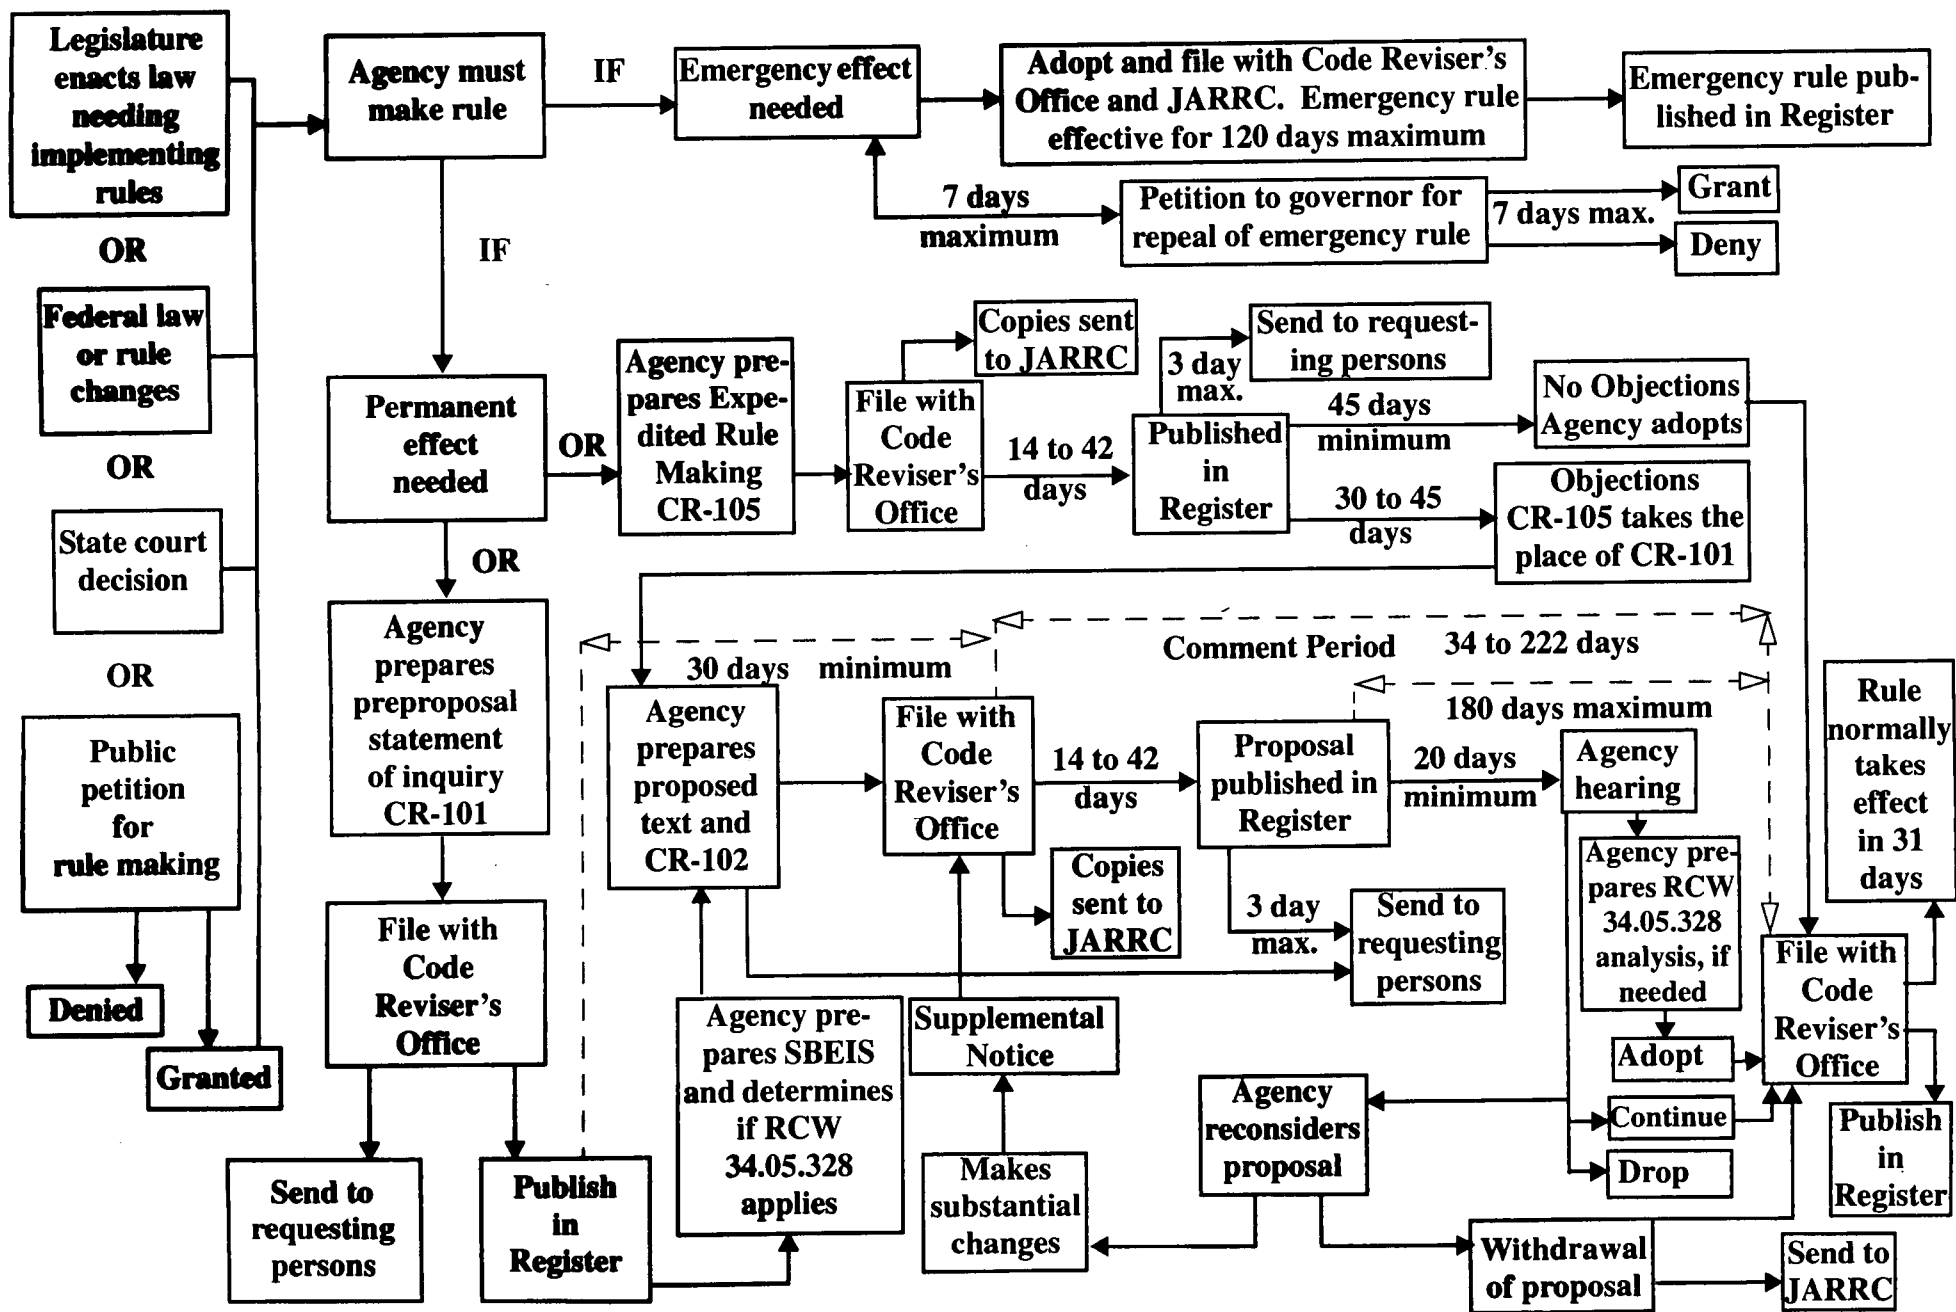 Legislature
enacts law
needing
implementing
rules
OR
Federal law
or rule
changes
OR
State court
decision
OR
Public
petition
for
rule making
Denied
Granted
Agency must
make rule
IF
Emergency effect
needed
Adopt and file with Code Reviser's
Office and JARRC. Emergency rule
effective for 120 days maximum
Emergency rule pub-
lished in Register
7 days
maximum
Petition to governor for
repeal of emergency rule
7 days max.
Grant
Deny
IF
Permanent
effect
needed
OR
Agency pre-
pares Expe-
dited Rule
Making
CR-105
File with
Code
Reviser's
Office
Copies sent
to JARRC
14 to 42
days
Published
in
Register
3 day
max.
Send to request-
ing persons
45 days
minimum
No Objections
Agency adopts
30 to 45
days
Objections
CR-105 takes the
place of CR-101
OR
Agency
prepares
preproposal
statement
of inquiry
CR-101
File with
Code
Reviser's
Office
Send to
requesting
persons
Publish
in
Register
30 days minimum
Comment Period 34 to 222 days
180 days maximum
Agency
prepares
proposed
text and
CR-102
File with
Code
Reviser's
Office
14 to 42
days
Proposal
published in
Register
20 days
minimum
Agency
hearing
Copies
sent to
JARRC
3 day
max.
Send to
requesting
persons
Agency pre-
pares RCW
34.05.328
analysis, if
needed
Adopt
Continue
Drop
File with
Code
Reviser's
Office
Rule
normally
takes
effect
in 31
days
Publish
in
Register
Agency pre-
pares SBEIS
and determines
if RCW
34.05.328
applies
Supplemental
Notice
Makes
substantial
changes
Agency
reconsiders
proposal
Withdrawal
of proposal
Send to
JARRC